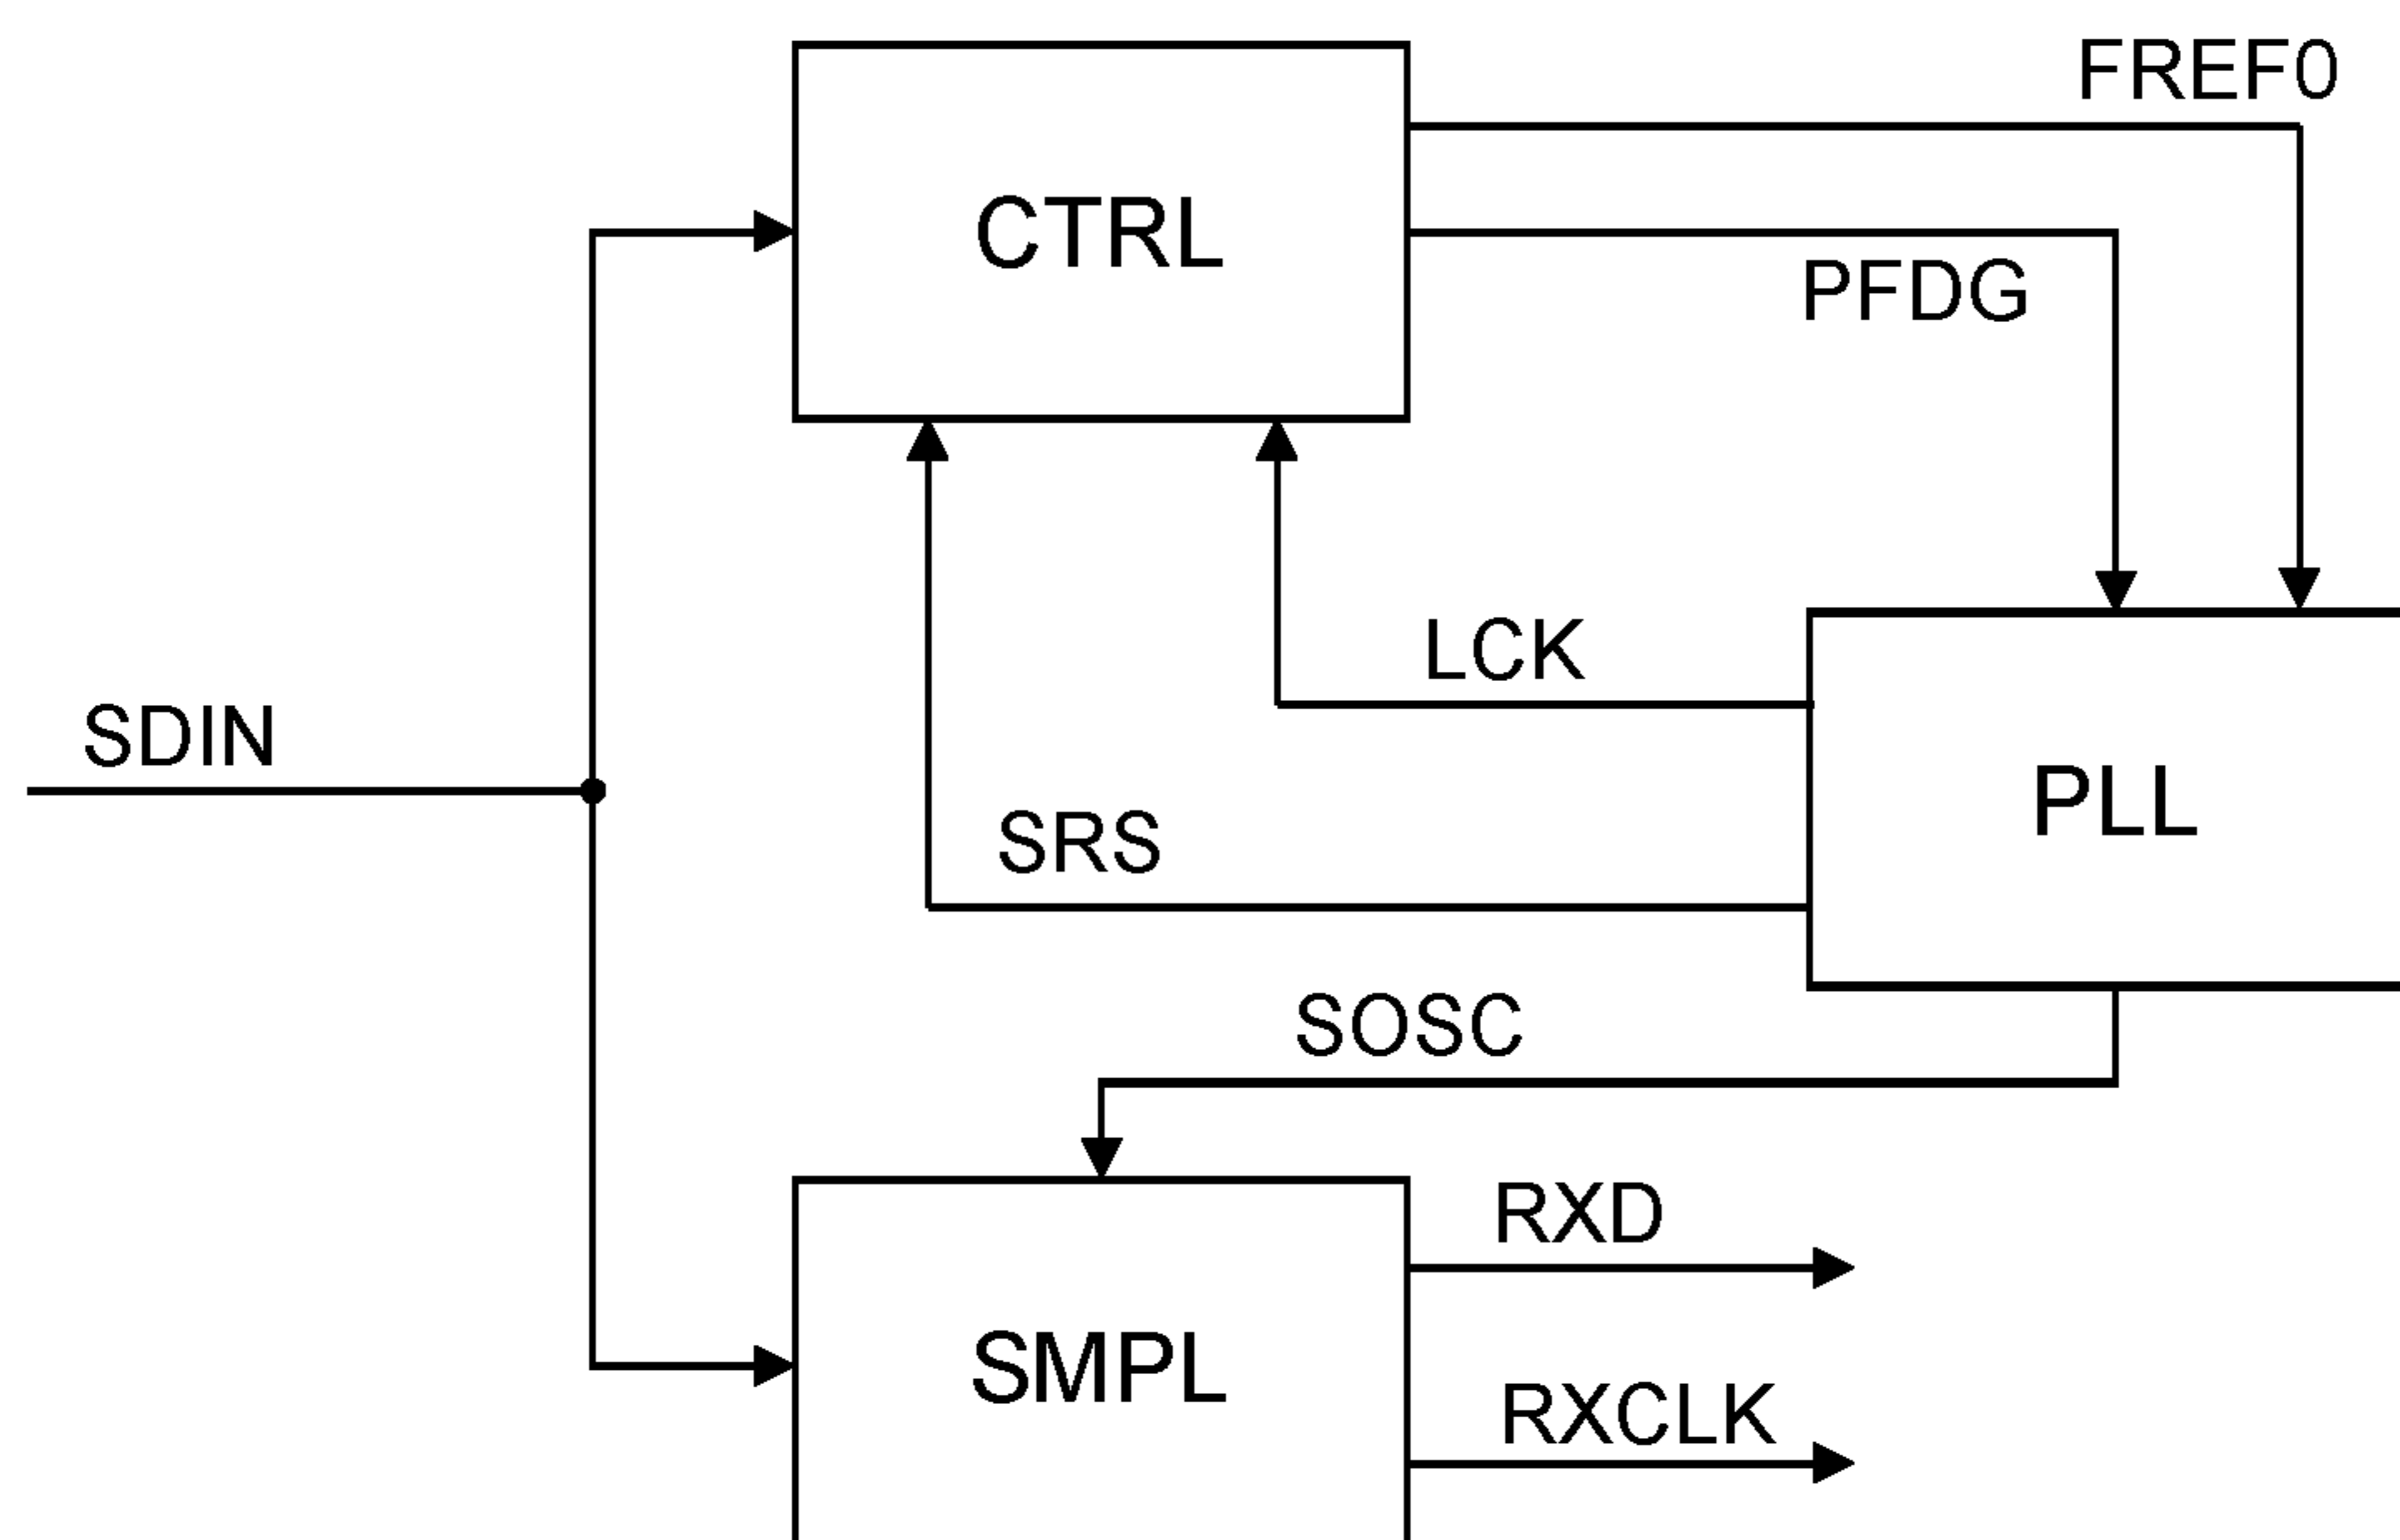 FREF0
CTRL
PFDG
LCK
SDIN
PLL
SRS
SOSC
RXD
SMPL
RXCLK